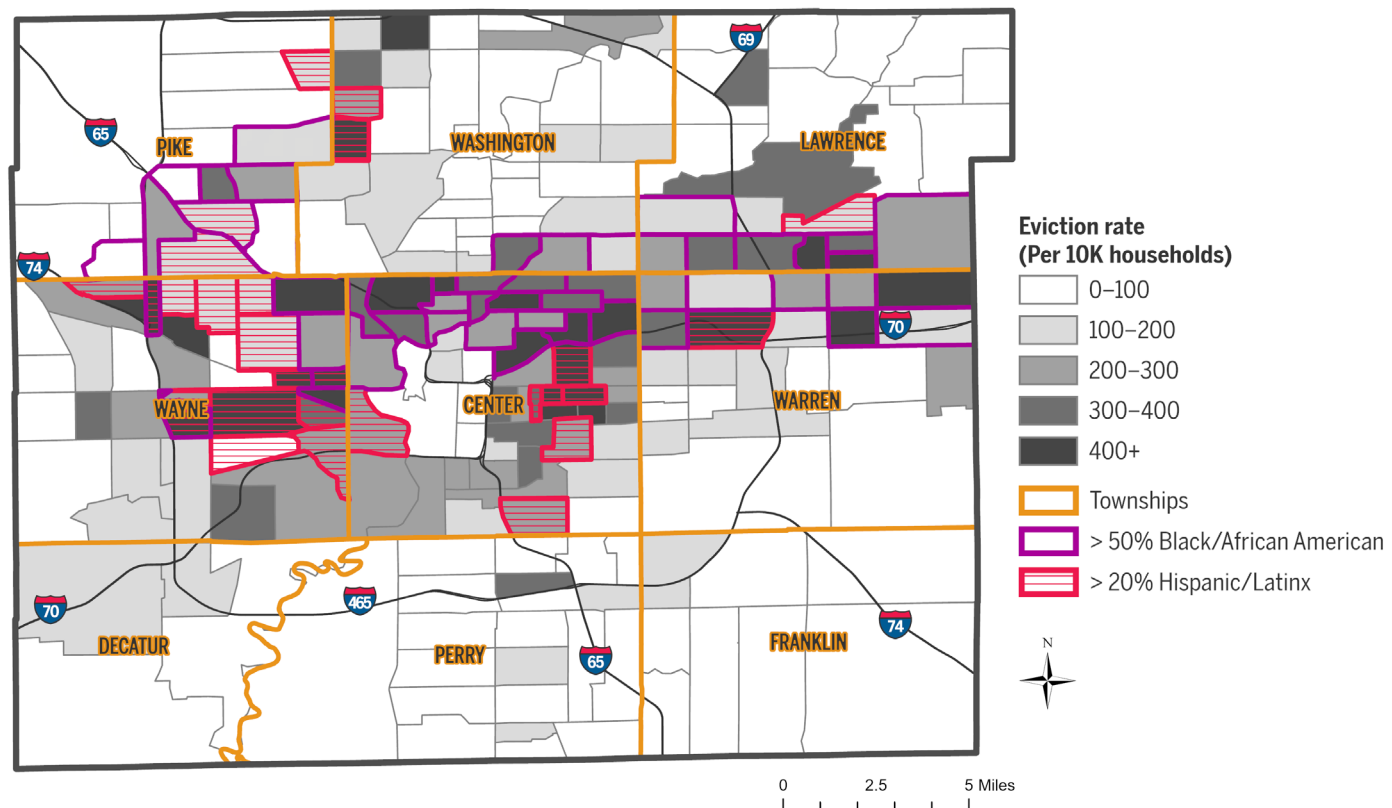 69
65
PIKE
WASHINGTON
LAWRENCE
74
70
WAYNE
CENTER
WARREN
70
465
DECATUR
PERRY
65
FRANKLIN
74
Eviction rate
(Per 10K households)
0–100
100–200
200–300
300–400
400+
Townships
> 50% Black/African American
> 20% Hispanic/Latinx
N
0 2.5 5 Miles